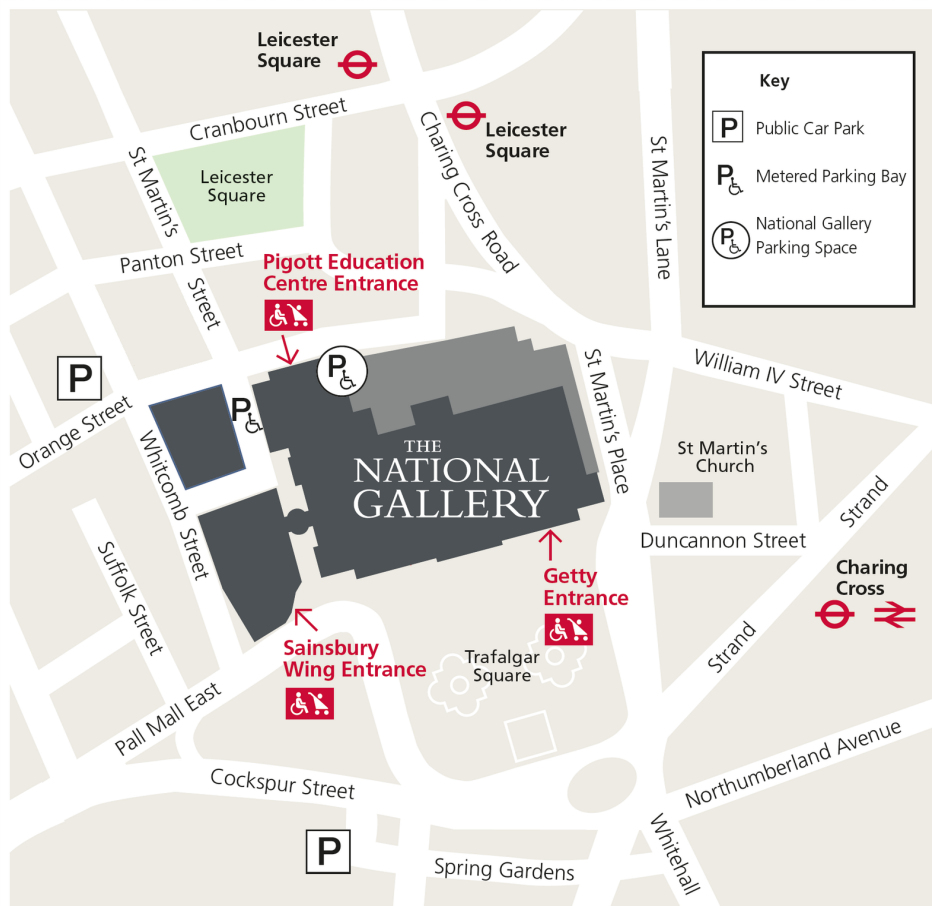 Leicester
Square
Cranbourn Street
Charing Cross Road
Leicester
Square
St Martin's
Street
Leicester
Square
Panton Street
St Martin's Lane
Key
P
Public Car Park
P
Metered Parking Bay
P
National Gallery
Parking Space
Pigott Education
Centre Entrance
P
P
P
Orange Street
Whitcomb Street
THE
NATIONAL
GALLERY
St Martin's Place
William IV Street
St Martin's
Church
Strand
Duncannon Street
Suffolk Street
Getty
Entrance
Charing
Cross
Sainsbury
Wing Entrance
Trafalgar
Square
Strand
Pall Mall East
Cockspur Street
Northumberland Avenue
P
Spring Gardens
Whitehall